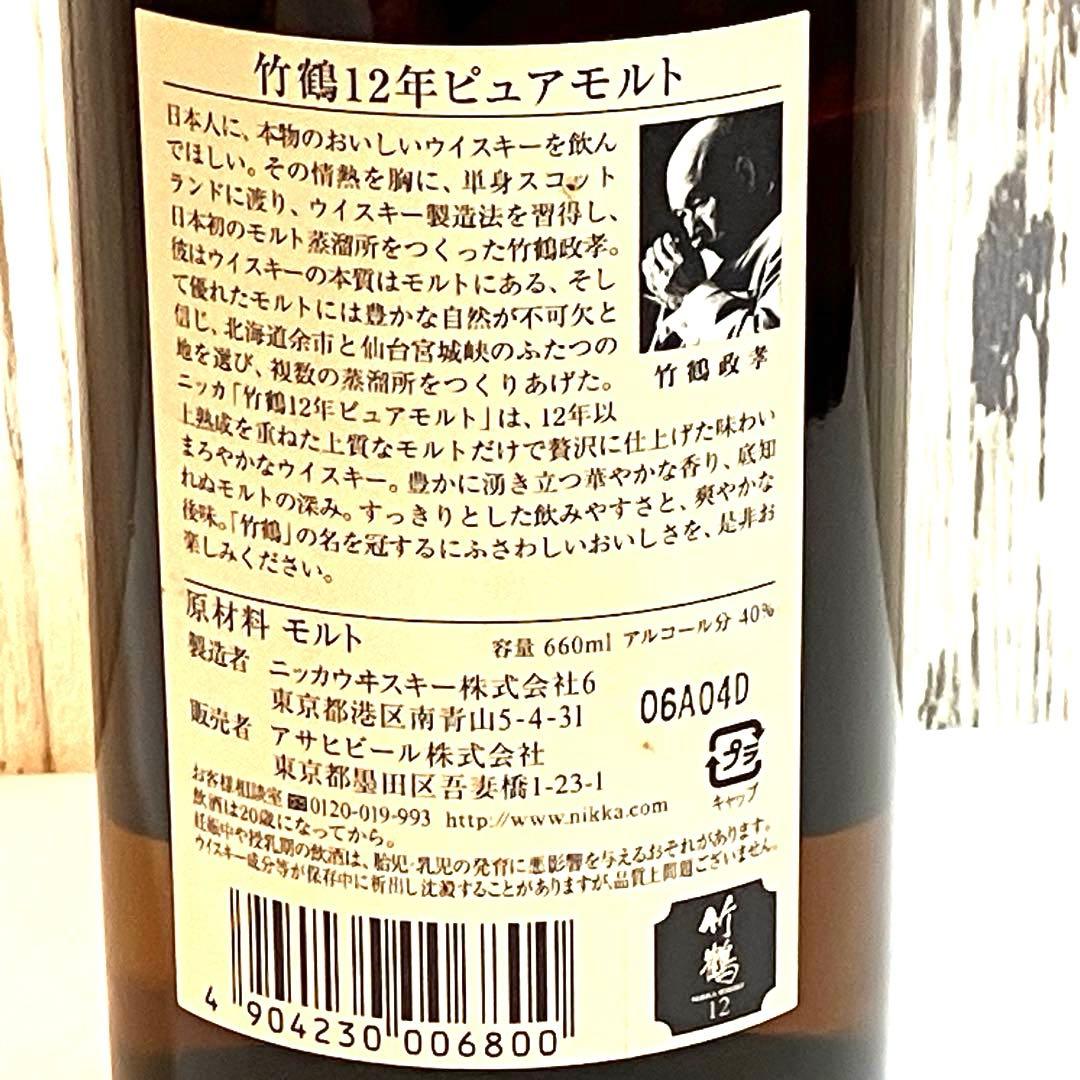 竹鶴12年ピュアモルト
日本人に、本物のおいしいウイスキーを飲ん
でほしい。その情熱を胸に、単身スコット
ランドに渡り、ウイスキー製造法を習得し、
日本初のモルト蒸溜所をつくった竹鶴政孝。
彼はウイスキーの本質はモルトにある、そし
て優れたモルトには豊かな自然が不可欠と
信じ、北海道余市と仙台宮城峡のふたつの
地を選び、複数の蒸溜所をつくりあげた。
ニッカ「竹鶴12年ピュアモルト」は、12年以
上熟成を重ねた上質なモルトだけで贅沢に仕上げた味わい
まろやかなウイスキー。豊かに湧き立つ華やかな香り、底知
れぬモルトの深み。すっきりとした飲みやすさと、爽やかな
後味。「竹鶴」の名を冠するにふさわしいおいしさを、是非お
楽しみください。
竹鶴政孝
原材料 モルト
容量 660ml アルコール分 40%
製造者 ニッカウヰスキー株式会社6
東京都港区南青山5-4-31
販売者 アサヒビール株式会社
東京都墨田区吾妻橋1-23-1
06A04D
プラ
キャップ
お客様相談室 0120-019-993 http://www.nikka.com
飲酒は20歳になってから。
妊娠中や授乳期の飲酒は、胎児・乳児の発育に悪影響を与えるおそれがあります。
ウイスキー成分等が保存中に析出し沈澱することがありますが、品質上問題ございません。
4 904230 006800
竹鶴
NIKKA WHISKY
12